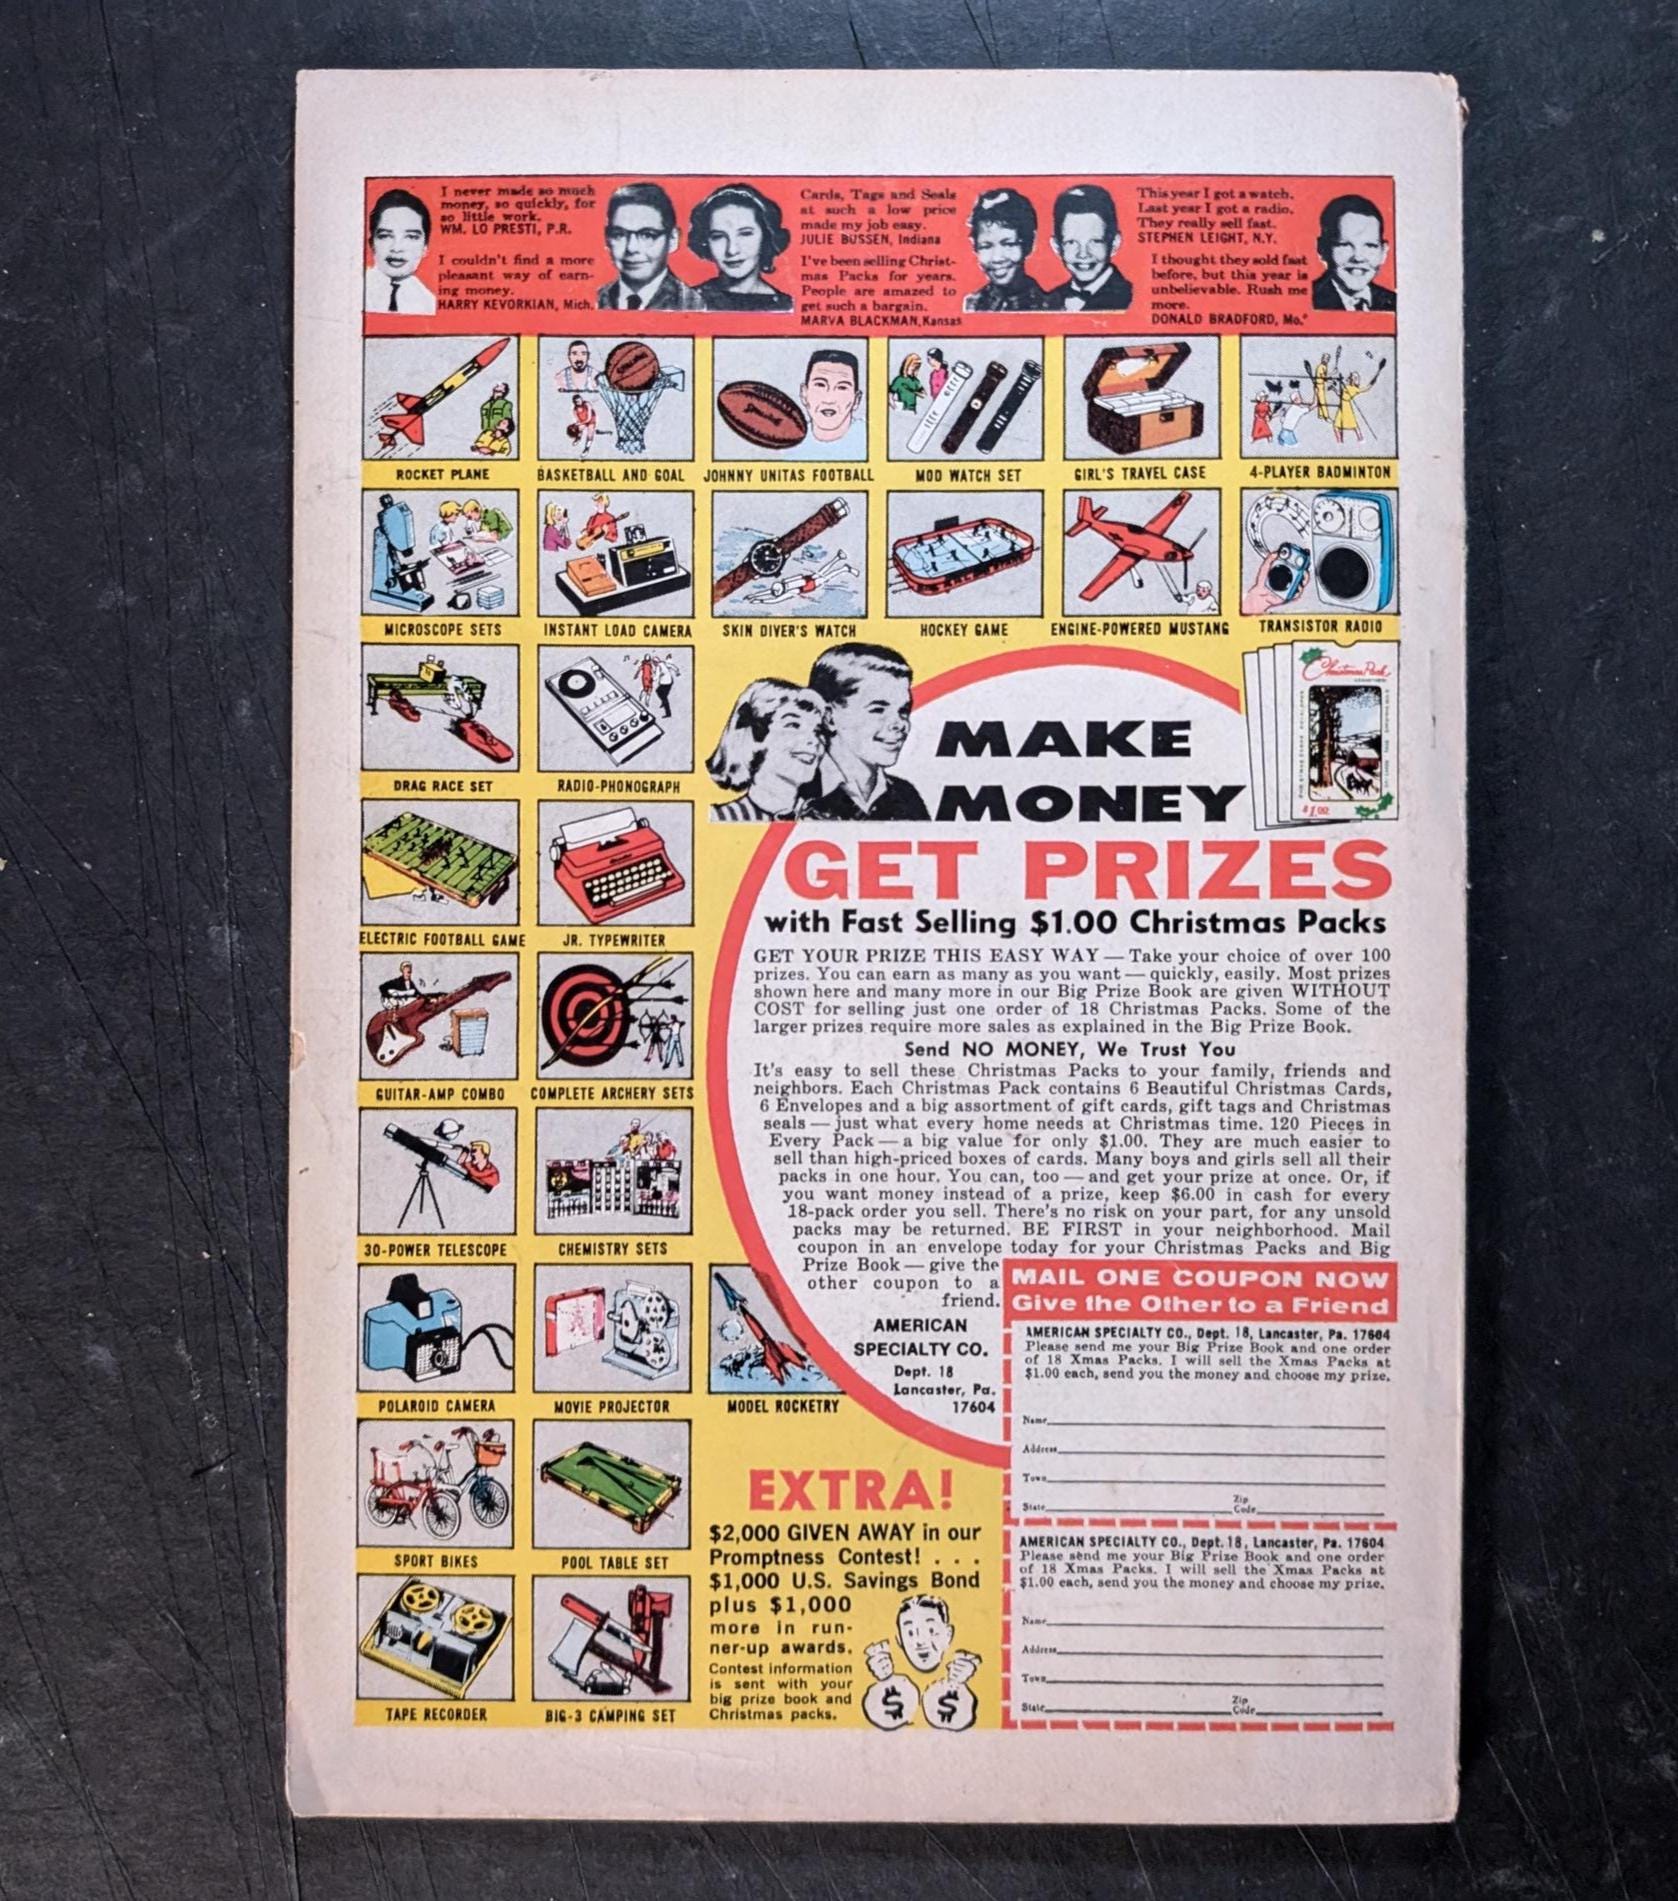 I never made so much
money, so quickly, for
so little work.
WM. LO PRESTI, P.R.
I couldn't find a more
pleasant way of earn-
ing money.
HARRY KEVORKIAN, Mich.
Cards, Tags and Seals
at such a low price
made my job easy.
JULIE BUSSEN, Indiana
I've been selling Christ-
mas Packs for years.
People are amazed to
get such a bargain.
MARVA BLACKMAN, Kansas
This year I got a watch.
Last year I got a radio.
They really sell fast.
STEPHEN LEIGHT, N.Y.
I thought they sold fast
before, but this year is
unbelievable. Rush me
more.
DONALD BRADFORD, Mo.
ROCKET PLANE
BASKETBALL AND GOAL
JOHNNY UNITAS FOOTBALL
MOD WATCH SET
GIRL'S TRAVEL CASE
4-PLAYER BADMINTON
MICROSCOPE SETS
INSTANT LOAD CAMERA
SKIN DIVER'S WATCH
HOCKEY GAME
ENGINE-POWERED MUSTANG
TRANSISTOR RADIO
DRAG RACE SET
RADIO-PHONOGRAPH
ELECTRIC FOOTBALL GAME
JR. TYPEWRITER
GUITAR-AMP COMBO
COMPLETE ARCHERY SETS
30-POWER TELESCOPE
CHEMISTRY SETS
POLAROID CAMERA
MOVIE PROJECTOR
MODEL ROCKETRY
SPORT BIKES
POOL TABLE SET
TAPE RECORDER
BIG-3 CAMPING SET
Christmas Pack
$1.00
MAKE
MONEY
GET PRIZES
with Fast Selling $1.00 Christmas Packs
GET YOUR PRIZE THIS EASY WAY — Take your choice of over 100
prizes. You can earn as many as you want — quickly, easily. Most prizes
shown here and many more in our Big Prize Book are given WITHOUT
COST for selling just one order of 18 Christmas Packs. Some of the
larger prizes require more sales as explained in the Big Prize Book.
Send NO MONEY, We Trust You
It's easy to sell these Christmas Packs to your family, friends and
neighbors. Each Christmas Pack contains 6 Beautiful Christmas Cards,
6 Envelopes and a big assortment of gift cards, gift tags and Christmas
seals — just what every home needs at Christmas time. 120 Pieces in
Every Pack — a big value for only $1.00. They are much easier to
sell than high-priced boxes of cards. Many boys and girls sell all their
packs in one hour. You can, too — and get your prize at once. Or, if
you want money instead of a prize, keep $6.00 in cash for every
18-pack order you sell. There's no risk on your part, for any unsold
packs may be returned. BE FIRST in your neighborhood. Mail
coupon in an envelope today for your Christmas Packs and Big
Prize Book — give the
other coupon to a
friend.
AMERICAN
SPECIALTY CO.
Dept. 18
Lancaster, Pa.
17604
EXTRA!
$2,000 GIVEN AWAY in our
Promptness Contest! . . .
$1,000 U.S. Savings Bond
plus $1,000
more in run-
ner-up awards.
Contest information
is sent with your
big prize book and
Christmas packs.
$ $
MAIL ONE COUPON NOW
Give the Other to a Friend
AMERICAN SPECIALTY CO., Dept. 18, Lancaster, Pa. 17604
Please send me your Big Prize Book and one order
of 18 Xmas Packs. I will sell the Xmas Packs at
$1.00 each, send you the money and choose my prize.
Name
Address
Town
State Zip Code
AMERICAN SPECIALTY CO., Dept. 18, Lancaster, Pa. 17604
Please send me your Big Prize Book and one order
of 18 Xmas Packs. I will sell the Xmas Packs at
$1.00 each, send you the money and choose my prize.
Name
Address
Town
State Zip Code